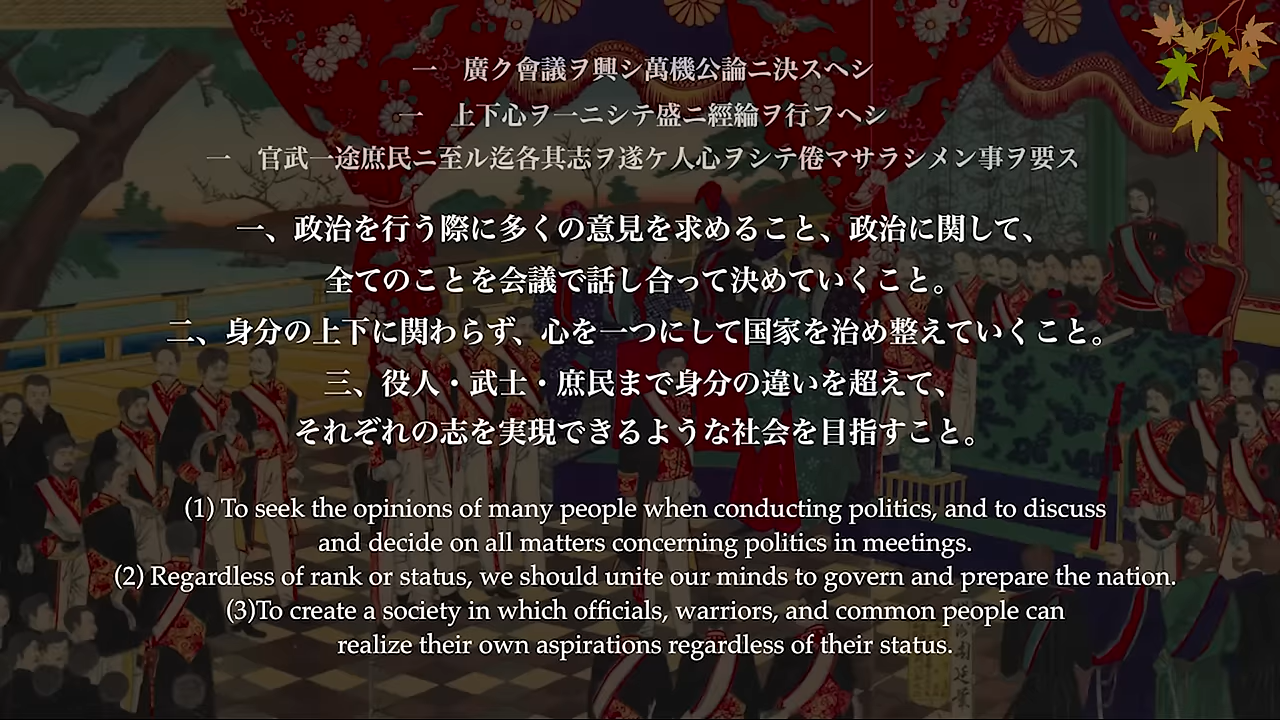 一　廣ク會議ヲ興シ萬機公論ニ決スヘシ
一　上下心ヲ一ニシテ盛ニ經綸ヲ行フヘシ
一　官武一途庶民ニ至ル迄各其志ヲ遂ケ人心ヲシテ倦マサラシメン事ヲ要ス
一、政治を行う際に多くの意見を求めること、政治に関して、
全てのことを会議で話し合って決めていくこと。
二、身分の上下に関わらず、心を一つにして国家を治め整えていくこと。
三、役人・武士・庶民まで身分の違いを超えて、
それぞれの志を実現できるような社会を目指すこと。
(1) To seek the opinions of many people when conducting politics, and to discuss
and decide on all matters concerning politics in meetings.
(2) Regardless of rank or status, we should unite our minds to govern and prepare the nation.
(3)To create a society in which officials, warriors, and common people can
realize their own aspirations regardless of their status.